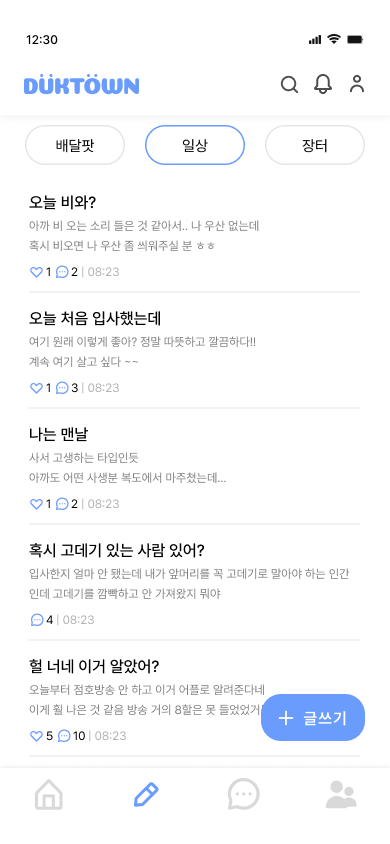 12:30
DÜKTÖWN
배달팟
일상
장터
오늘 비와?
아까 비 오는 소리 들은 것 같아서.. 나 우산 없는데
혹시 비오면 나 우산 좀 씌워주실 분 ㅎㅎ
1 2 | 08:23
오늘 처음 입사했는데
여기 원래 이렇게 좋아? 정말 따뜻하고 깔끔하다!!
계속 여기 살고 싶다 ~~
1 3 | 08:23
나는 맨날
사서 고생하는 타입인듯
아까도 어떤 사생분 복도에서 마주쳤는데...
1 2 | 08:23
혹시 고데기 있는 사람 있어?
입사한지 얼마 안 됐는데 내가 앞머리를 꼭 고데기로 말아야 하는 인간
인데 고데기를 깜빡하고 안 가져왔지 뭐야
4 | 08:23
헐 너네 이거 알았어?
오늘부터 점호방송 안 하고 이거 어플로 알려준다네
이게 훨 나은 것 같음 방송 거의 8할은 못 들었었거
5 10 | 08:23
+ 글쓰기